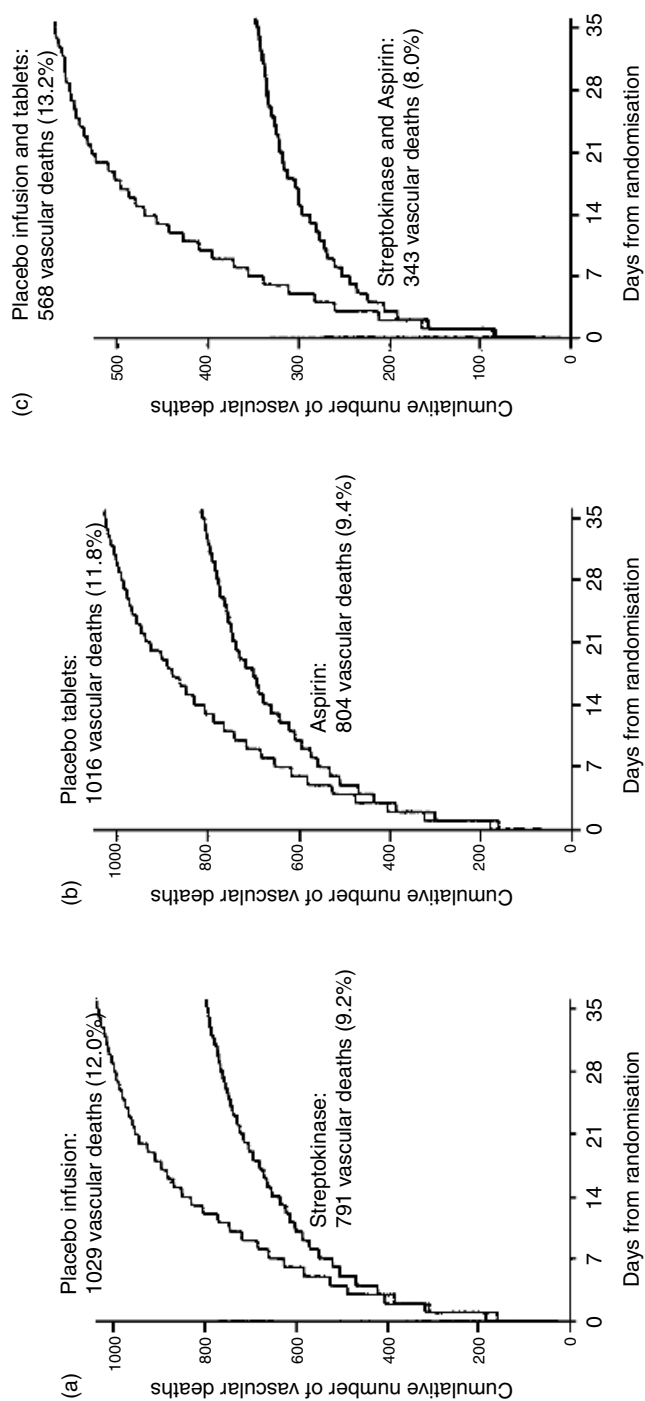 (a)
Placebo infusion:
1029 vascular deaths (12.0%)
Streptokinase:
791 vascular deaths (9.2%)
Cumulative number of vascular deaths
1000
800
600
400
200
0
0 7 14 21 28 35
Days from randomisation
(b)
Placebo tablets:
1016 vascular deaths (11.8%)
Aspirin:
804 vascular deaths (9.4%)
Cumulative number of vascular deaths
1000
800
600
400
200
0
0 7 14 21 28 35
Days from randomisation
(c)
Placebo infusion and tablets:
568 vascular deaths (13.2%)
Streptokinase and Aspirin:
343 vascular deaths (8.0%)
Cumulative number of vascular deaths
500
400
300
200
100
0
0 7 14 21 28 35
Days from randomisation